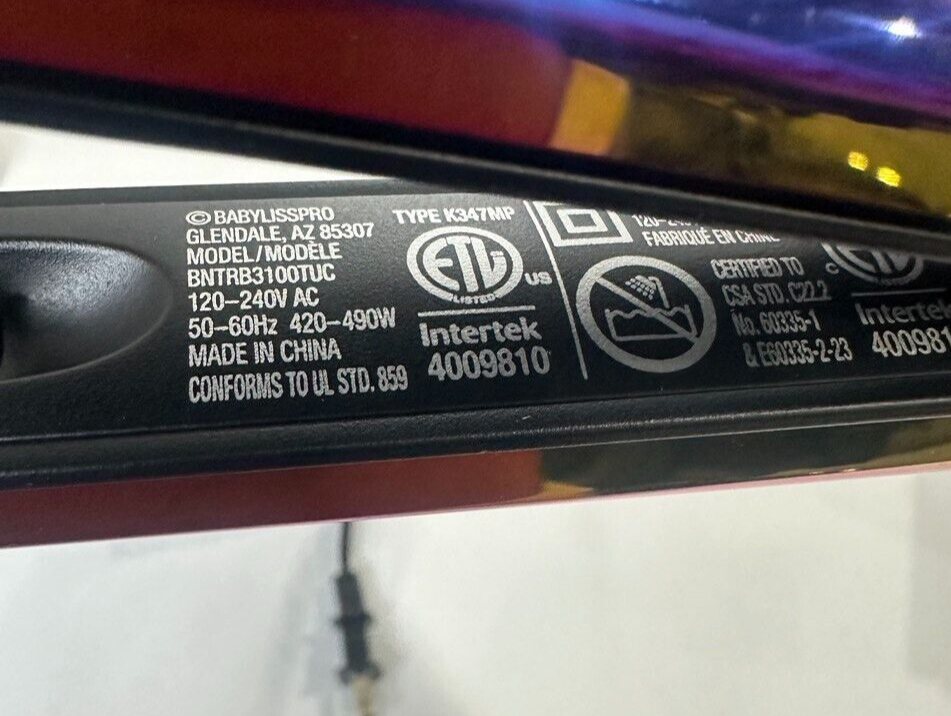 © BABYLISSPRO
GLENDALE, AZ 85307
MODEL/MODÈLE
BNTRB3100TUC
120–240V AC
50–60Hz 420–490W
MADE IN CHINA
CONFORMS TO UL STD. 859
TYPE K347MP
ETL
LISTED
US
Intertek
4009810
FABRIQUÉ EN CHINE
CERTIFIED TO
CSA STD. C22.2
No. 60335-1
& E60335-2-23
C